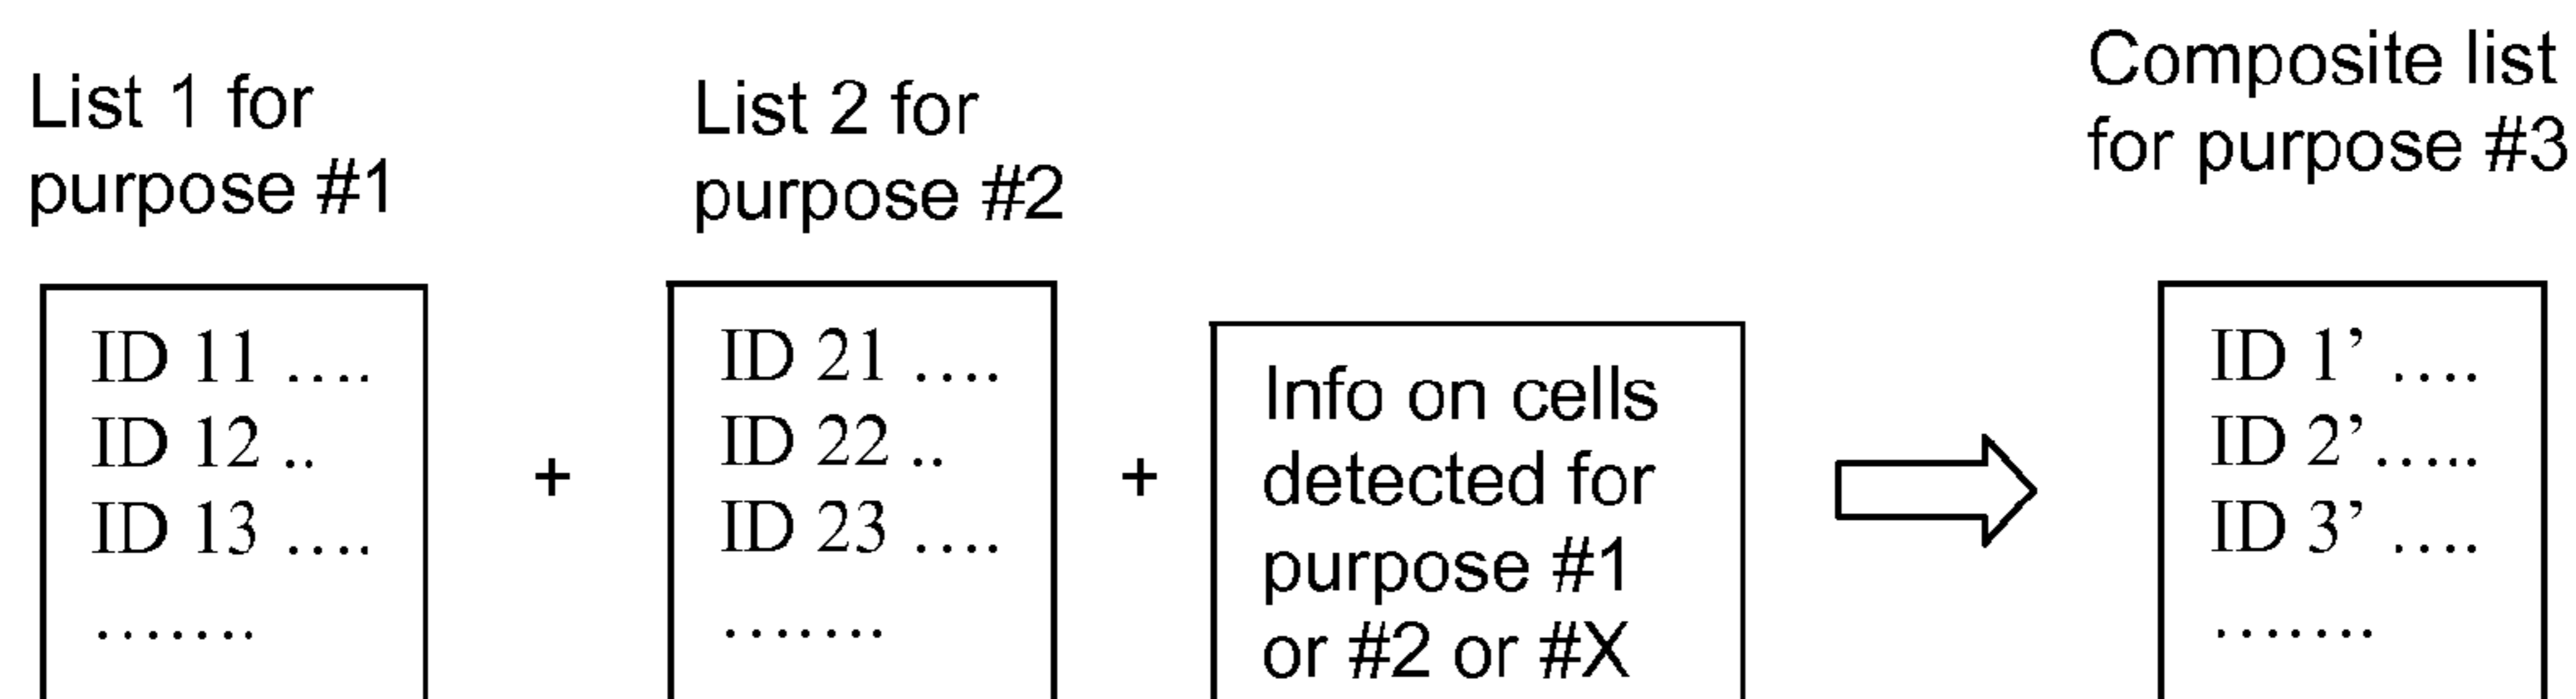 List 1 for
purpose #1
ID 11 ....
ID 12 ..
ID 13 ....
.......
+
List 2 for
purpose #2
ID 21 ....
ID 22 ..
ID 23 ....
.......
+
Info on cells
detected for
purpose #1
or #2 or #X
Composite list
for purpose #3
ID 1’ ....
ID 2’.....
ID 3’ ....
.......